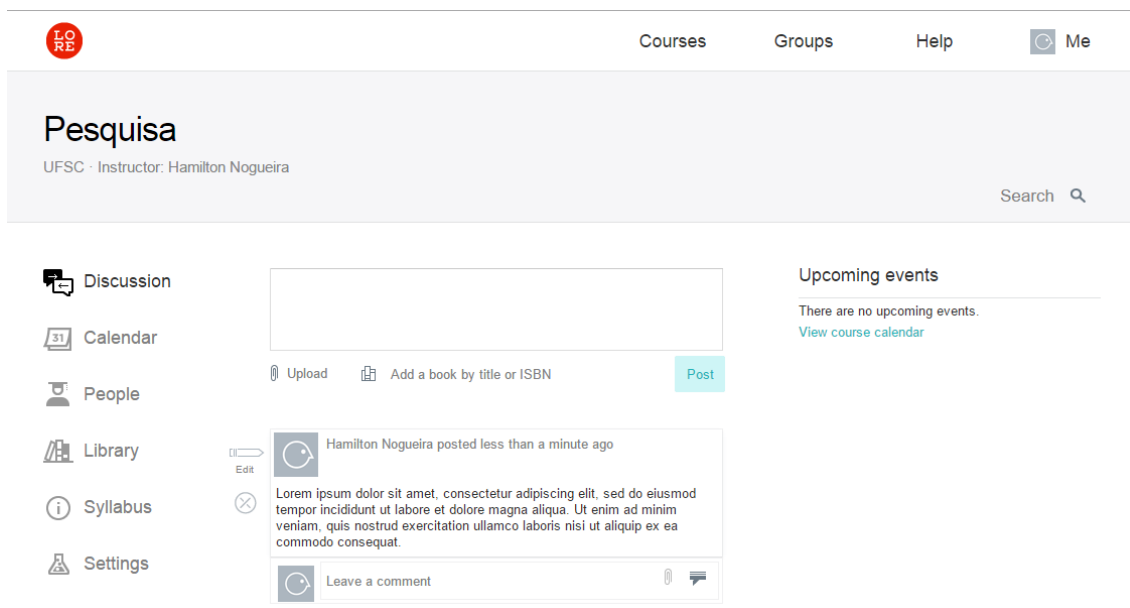 LO
RE
Courses
Groups
Help
Me
Pesquisa
UFSC · Instructor: Hamilton Nogueira
Search
Discussion
31 Calendar
People
Library
Syllabus
Settings
Upload
Add a book by title or ISBN
Post
Edit
Hamilton Nogueira posted less than a minute ago
Lorem ipsum dolor sit amet, consectetur adipiscing elit, sed do eiusmod
tempor incididunt ut labore et dolore magna aliqua. Ut enim ad minim
veniam, quis nostrud exercitation ullamco laboris nisi ut aliquip ex ea
commodo consequat.
Leave a comment
Upcoming events
There are no upcoming events.
View course calendar